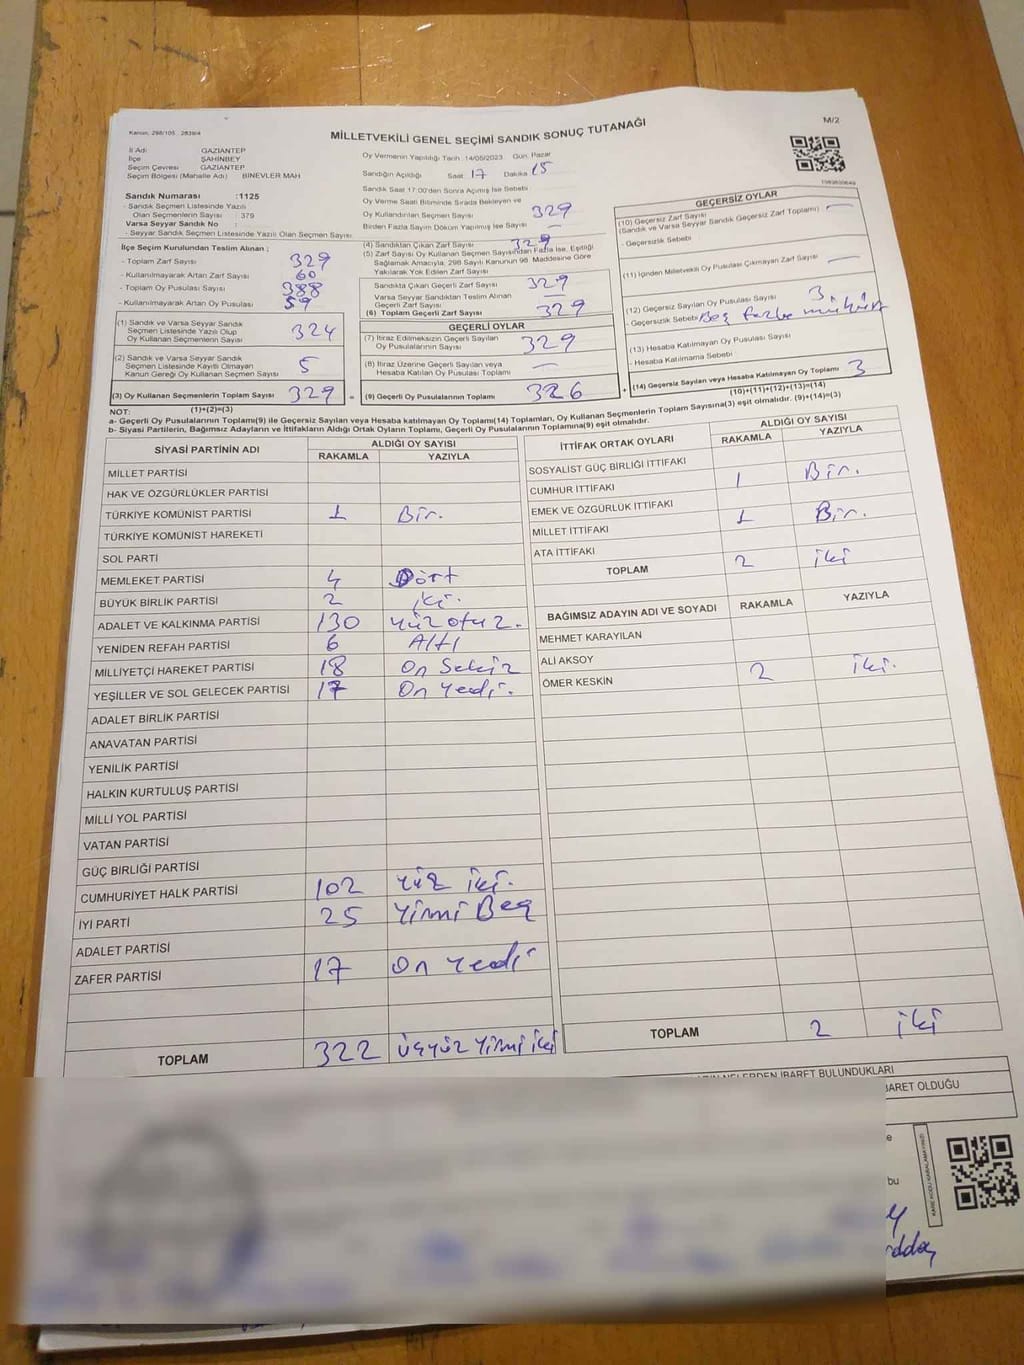 Kanun: 298/105 2839/4
MİLLETVEKİLİ GENEL SEÇİMİ SANDIK SONUÇ TUTANAĞI
M/2
İl Adı GAZİANTEP
İlçe ŞAHİNBEY
Seçim Çevresi GAZİANTEP
Seçim Bölgesi (Mahalle Adı) BİNEVLER MAH
Sandık Numarası :1125
- Sandık Seçmen Listesinde Yazılı
Olan Seçmenlerin Sayısı : 379
Varsa Seyyar Sandık No :
- Seyyar Sandık Seçmen Listesinde Yazılı Olan Seçmen Sayısı
Oy Vermenin Yapıldığı Tarih :14/05/2023 Gün: Pazar
Sandığın Açıldığı Saat: 17 Dakika 15
Sandık Saat 17:00'den Sonra Açılmış İse Sebebi
Oy Verme Saati Bitiminde Sırada Bekleyen ve
Oy Kullandırılan Seçmen Sayısı 329
Birden Fazla Sayım Döküm Yapılmış İse Sayısı —
İlçe Seçim Kurulundan Teslim Alınan ;
- Toplam Zarf Sayısı 329
- Kullanılmayarak Artan Zarf Sayısı 60
- Toplam Oy Pusulası Sayısı 388
- Kullanılmayarak Artan Oy Pusulası 59
(1) Sandık ve Varsa Seyyar Sandık
Seçmen Listesinde Yazılı Olup
Oy Kullanan Seçmenlerin Sayısı 324
(2) Sandık ve Varsa Seyyar Sandık
Seçmen Listesinde Kayıtlı Olmayan
Kanun Gereği Oy Kullanan Seçmen Sayısı 5
(3) Oy Kullanan Seçmenlerin Toplam Sayısı 329 =
(1)+(2)=(3)
(4) Sandıktan Çıkan Zarf Sayısı 329
(5) Zarf Sayısı Oy Kullanan Seçmen Sayısından Fazla İse, Eşitliği
Sağlamak Amacıyla, 298 Sayılı Kanunun 98. Maddesine Göre
Yakılarak Yok Edilen Zarf Sayısı
Sandıkta Çıkan Geçerli Zarf Sayısı 329
Varsa Seyyar Sandıktan Teslim Alınan
Geçerli Zarf Sayısı —
(6) Toplam Geçerli Zarf Sayısı 329
GEÇERLİ OYLAR
(7) İtiraz Edilmeksizin Geçerli Sayılan
Oy Pusulalarının Sayısı 329
(8) İtiraz Üzerine Geçerli Sayılan veya
Hesaba Katılan Oy Pusulası Toplamı —
(9) Geçerli Oy Pusulalarının Toplamı 326 +
GEÇERSİZ OYLAR
(10) Geçersiz Zarf Sayısı
(Sandık ve Varsa Seyyar Sandık Geçersiz Zarf Toplamı) —
- Geçersizlik Sebebi
(11) İçinden Milletvekili Oy Pusulası Çıkmayan Zarf Sayısı —
(12) Geçersiz Sayılan Oy Pusulası Sayısı 3
- Geçersizlik Sebebi Beş fazla mühür
(13) Hesaba Katılmayan Oy Pusulası Sayısı
- Hesaba Katılmama Sebebi
(14) Geçersiz Sayılan veya Hesaba Katılmayan Oy Toplamı 3
(10)+(11)+(12)+(13)=(14)
NOT:
a- Geçerli Oy Pusulalarının Toplamı(9) ile Geçersiz Sayılan veya Hesaba katılmayan Oy Toplamı(14) Toplamları, Oy Kullanan Seçmenlerin Toplam Sayısına(3) eşit olmalıdır. (9)+(14)=(3)
b- Siyasi Partilerin, Bağımsız Adayların ve İttifakların Aldığı Ortak Oyların Toplamı, Geçerli Oy Pusulalarının Toplamına(9) eşit olmalıdır.
SİYASİ PARTİNİN ADI
ALDIĞI OY SAYISI
RAKAMLA YAZIYLA
MİLLET PARTİSİ
HAK VE ÖZGÜRLÜKLER PARTİSİ
TÜRKİYE KOMÜNİST PARTİSİ 1 Bir.
TÜRKİYE KOMÜNİST HAREKETİ
SOL PARTİ
MEMLEKET PARTİSİ 4 Dört
BÜYÜK BİRLİK PARTİSİ 2 iki.
ADALET VE KALKINMA PARTİSİ 130 Yüz otuz.
YENİDEN REFAH PARTİSİ 6 Altı
MİLLİYETÇİ HAREKET PARTİSİ 18 On Sekiz
YEŞİLLER VE SOL GELECEK PARTİSİ 17 On Yedi.
ADALET BİRLİK PARTİSİ
ANAVATAN PARTİSİ
YENİLİK PARTİSİ
HALKIN KURTULUŞ PARTİSİ
MİLLİ YOL PARTİSİ
VATAN PARTİSİ
GÜÇ BİRLİĞİ PARTİSİ
CUMHURİYET HALK PARTİSİ 102 Yüz iki.
İYİ PARTİ 25 Yirmi Beş
ADALET PARTİSİ
ZAFER PARTİSİ 17 On Yedi
TOPLAM 322 Üçyüz Yirmi iki
İTTİFAK ORTAK OYLARI
ALDIĞI OY SAYISI
RAKAMLA YAZIYLA
SOSYALİST GÜÇ BİRLİĞİ İTTİFAKI
CUMHUR İTTİFAKI 1 Bir.
EMEK VE ÖZGÜRLÜK İTTİFAKI
MİLLET İTTİFAKI 1 Bir.
ATA İTTİFAKI
TOPLAM 2 iki
BAĞIMSIZ ADAYIN ADI VE SOYADI RAKAMLA YAZIYLA
MEHMET KARAYILAN
ALİ AKSOY
ÖMER KESKİN 2 iki.
TOPLAM 2 iki
NELERDEN İBARET BULUNDUKLARI
BARET OLDUĞU
bu